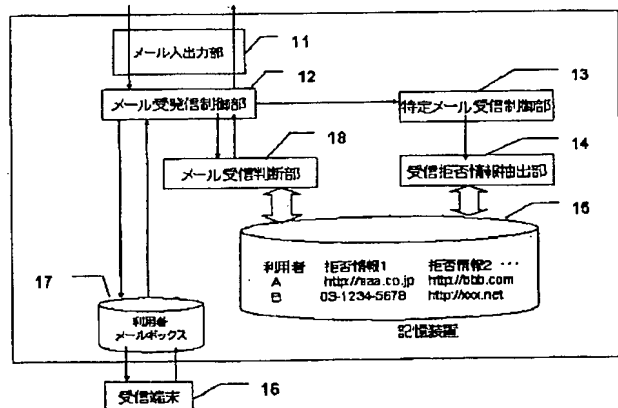 メール入出力部
11
12
メール受発信制御部
13
特定メール受信制御部
18
14
メール受信判断部
受信拒否情報抽出部
15
利用者 拒否情報1 拒否情報2 ・・・
A http://aaa.co.jp http://bbb.com
B 03-1234-5678 http://xxx.net
17
利用者
メールボックス
記憶装置
受信端末
16